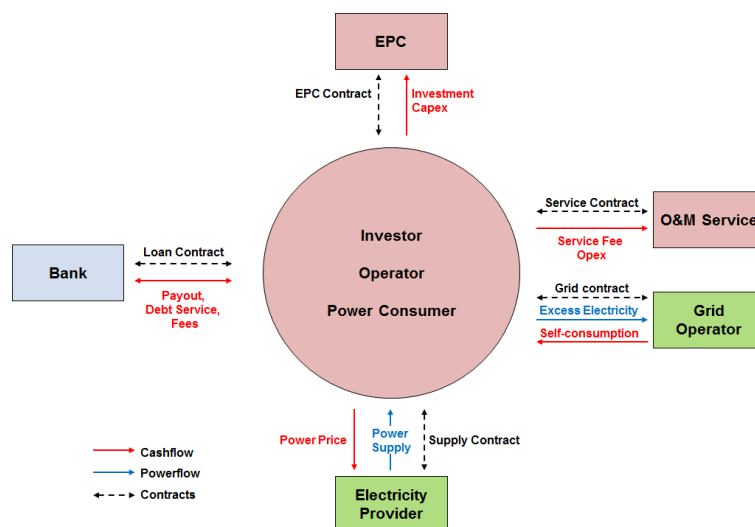 EPC
EPC Contract
Investment
Capex
Investor
Operator
Power Consumer
Bank
Loan Contract
Payout,
Debt Service,
Fees
Service Contract
Service Fee
Opex
O&M Service
Grid contract
Excess Electricity
Self-consumption
Grid
Operator
Power Price
Power
Supply
Supply Contract
Electricity
Provider
Cashflow
Powerflow
Contracts